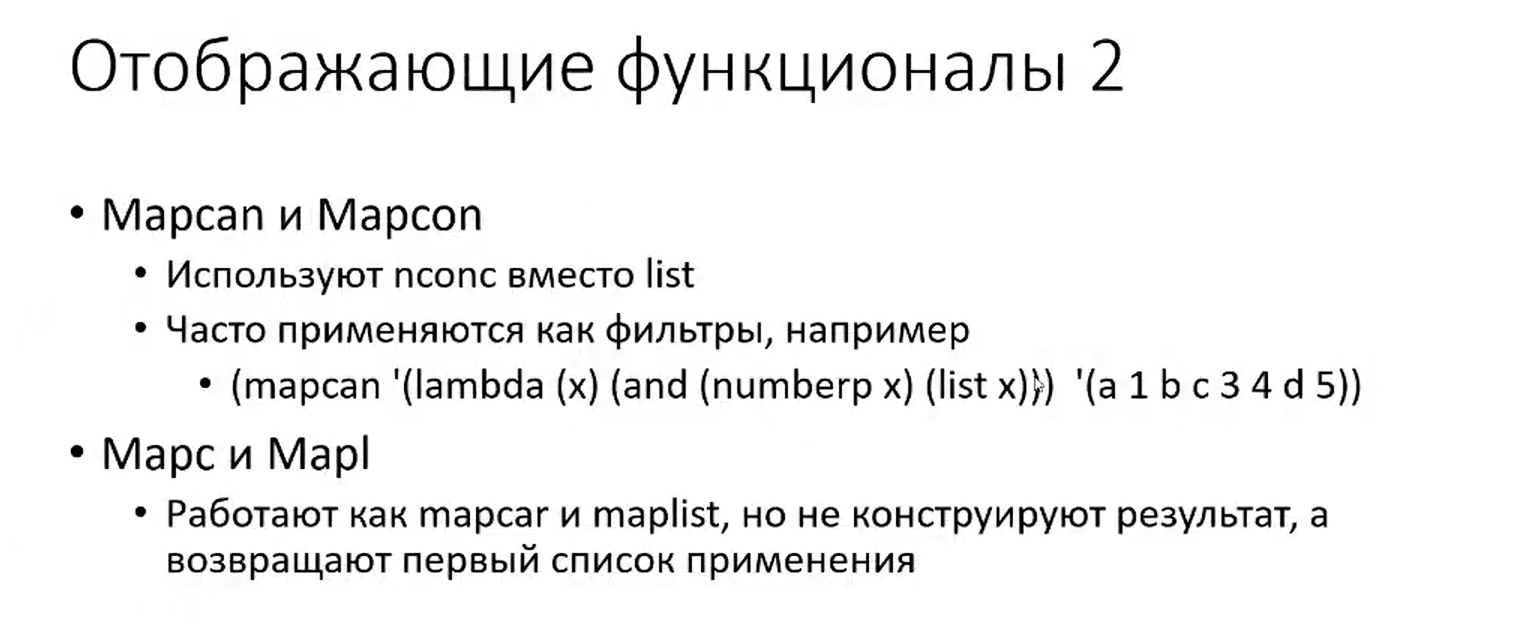 Отображающие функционалы 2
• Mapcan и Mapcon
• Используют nconc вместо list
• Часто применяются как фильтры, например
• (mapcan '(lambda (x) (and (numberp x) (list x))) '(a 1 b c 3 4 d 5))
• Mapc и Mapl
• Работают как mapcar и maplist, но не конструируют результат, а
возвращают первый список применения